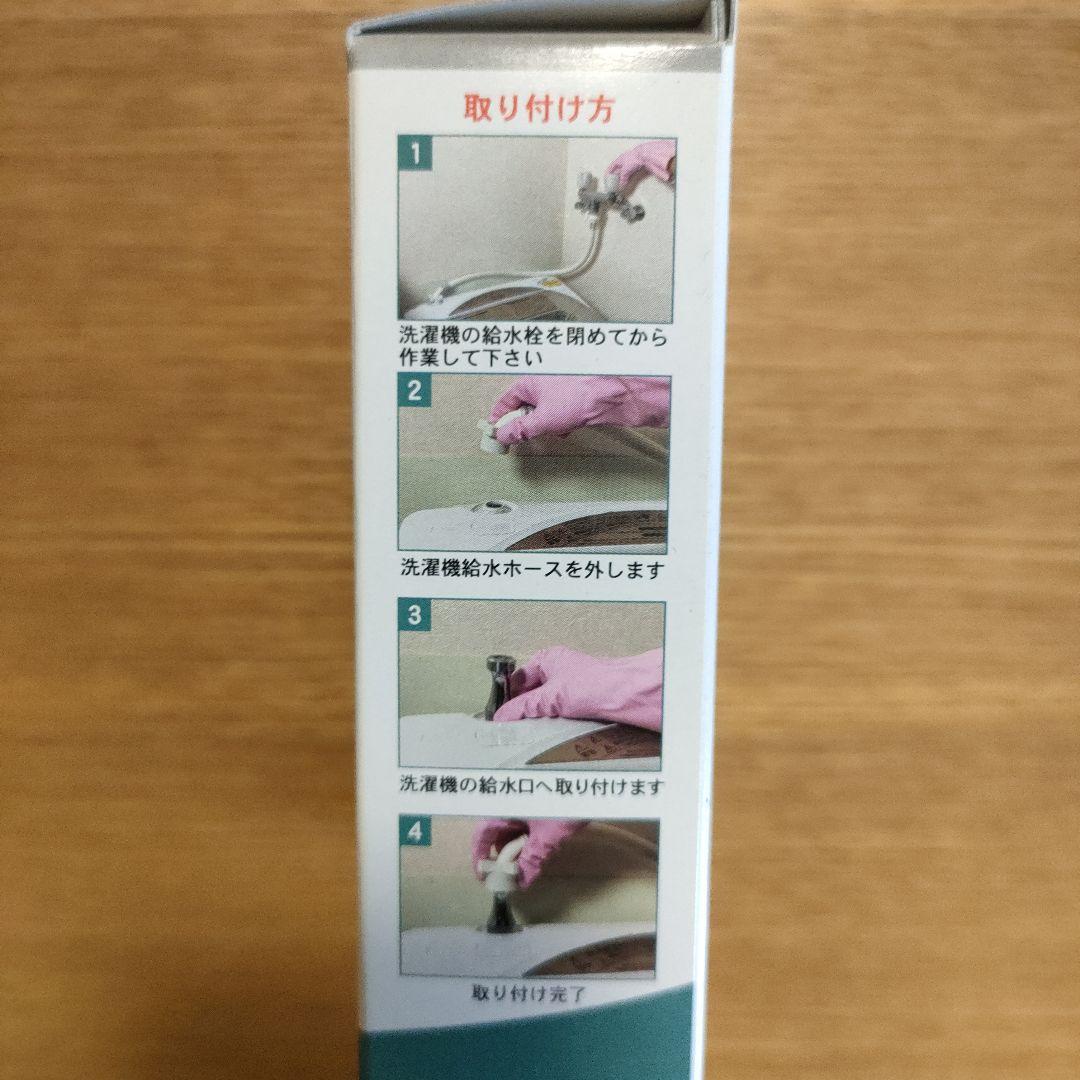 取り付け方
1
洗濯機の給水栓を閉めてから
作業して下さい
2
洗濯機給水ホースを外します
3
洗濯機の給水口へ取り付けます
4
取り付け完了